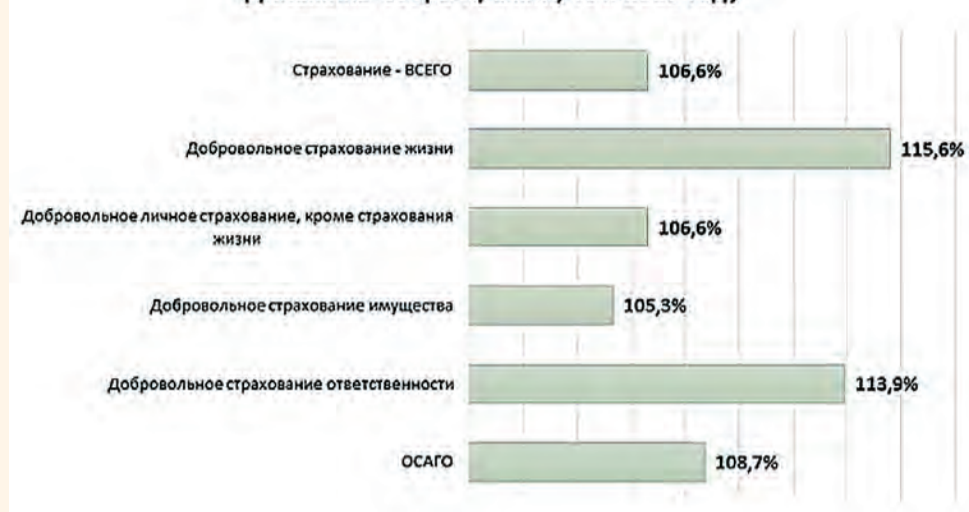 Страхование - ВСЕГО
106,6%
Добровольное страхование жизни
115,6%
Добровольное личное страхование, кроме страхования
жизни
106,6%
Добровольное страхование имущества
105,3%
Добровольное страхование ответственности
113,9%
ОСАГО
108,7%